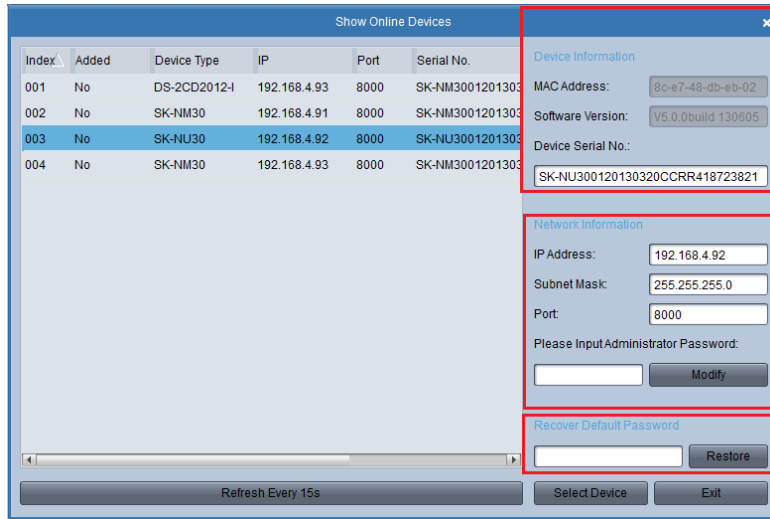 Show Online Devices
×
Index Added Device Type IP Port Serial No.
001 No DS-2CD2012-I 192.168.4.93 8000 SK-NM3001201303
002 No SK-NM30 192.168.4.91 8000 SK-NM3001201303
003 No SK-NU30 192.168.4.92 8000 SK-NU3001201303
004 No SK-NM30 192.168.4.93 8000 SK-NM3001201303
Refresh Every 15s
Device Information
MAC Address: 8c-e7-48-db-eb-02
Software Version: V5.0.0build 130605
Device Serial No.:
SK-NU300120130320CCRR418723821
Network Information
IP Address: 192.168.4.92
Subnet Mask: 255.255.255.0
Port: 8000
Please Input Administrator Password:
Modify
Recover Default Password
Restore
Select Device Exit